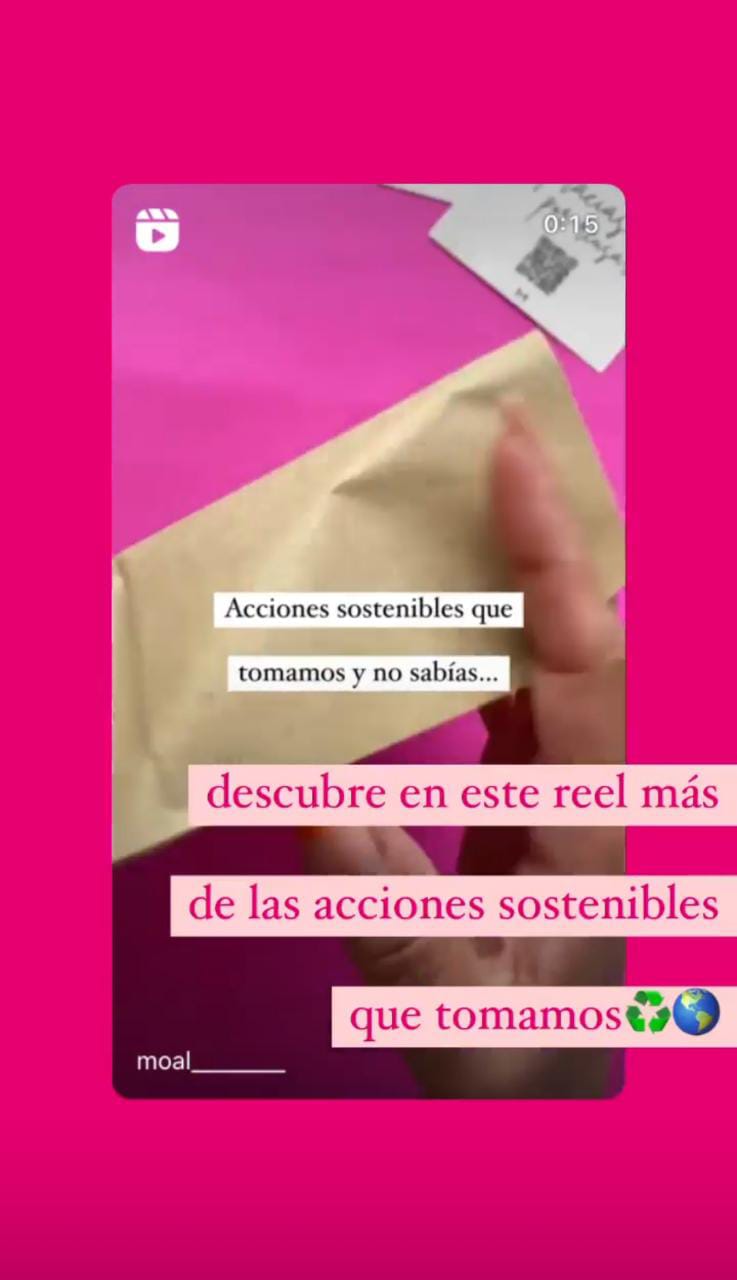 0:15
Acciones sostenibles que
tomamos y no sabías...
descubre en este reel más
de las acciones sostenibles
que tomamos♻️🌎
moal_______